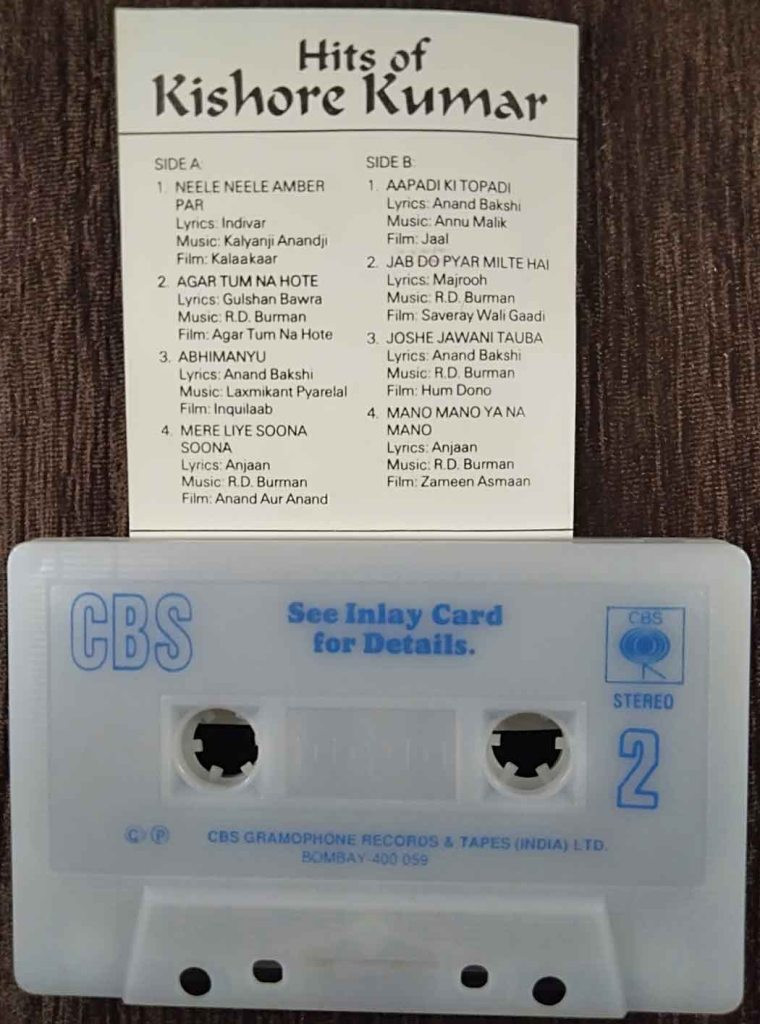 Hits of
Kishore Kumar
SIDE A:
1. NEELE NEELE AMBER
PAR
Lyrics: Indivar
Music: Kalyanji Anandji
Film: Kalaakaar
2. AGAR TUM NA HOTE
Lyrics: Gulshan Bawra
Music: R.D. Burman
Film: Agar Tum Na Hote
3. ABHIMANYU
Lyrics: Anand Bakshi
Music: Laxmikant Pyarelal
Film: Inquilaab
4. MERE LIYE SOONA
SOONA
Lyrics: Anjaan
Music: R.D. Burman
Film: Anand Aur Anand
SIDE B:
1. AAPADI KI TOPADI
Lyrics: Anand Bakshi
Music: Annu Malik
Film: Jaal
2. JAB DO PYAR MILTE HAI
Lyrics: Majrooh
Music: R.D. Burman
Film: Saveray Wali Gaadi
3. JOSHE JAWANI TAUBA
Lyrics: Anand Bakshi
Music: R.D. Burman
Film: Hum Dono
4. MANO MANO YA NA
MANO
Lyrics: Anjaan
Music: R.D. Burman
Film: Zameen Asmaan
CBS
See Inlay Card
for Details.
CBS
STEREO
2
© ℗ CBS GRAMOPHONE RECORDS & TAPES (INDIA) LTD.
BOMBAY-400 059